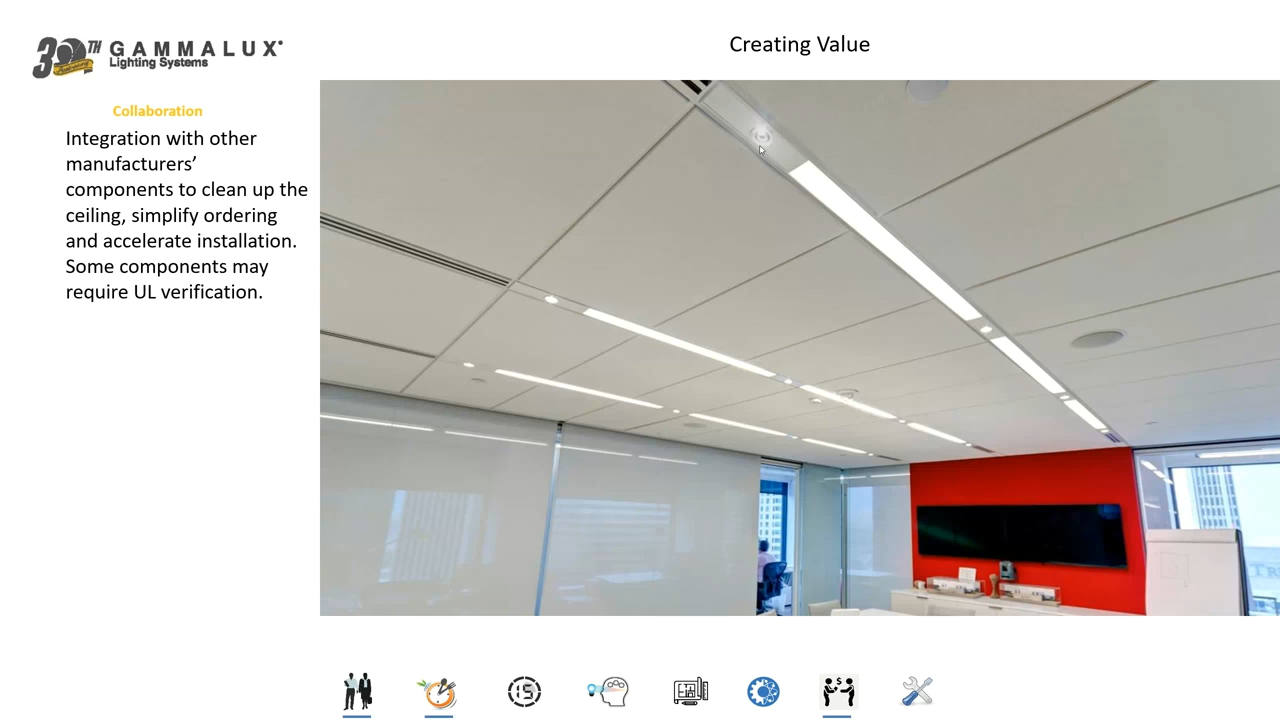 30TH GAMMALUX
Lighting Systems
Creating Value
Collaboration
Integration with other
manufacturers’
components to clean up the
ceiling, simplify ordering
and accelerate installation.
Some components may
require UL verification.
15